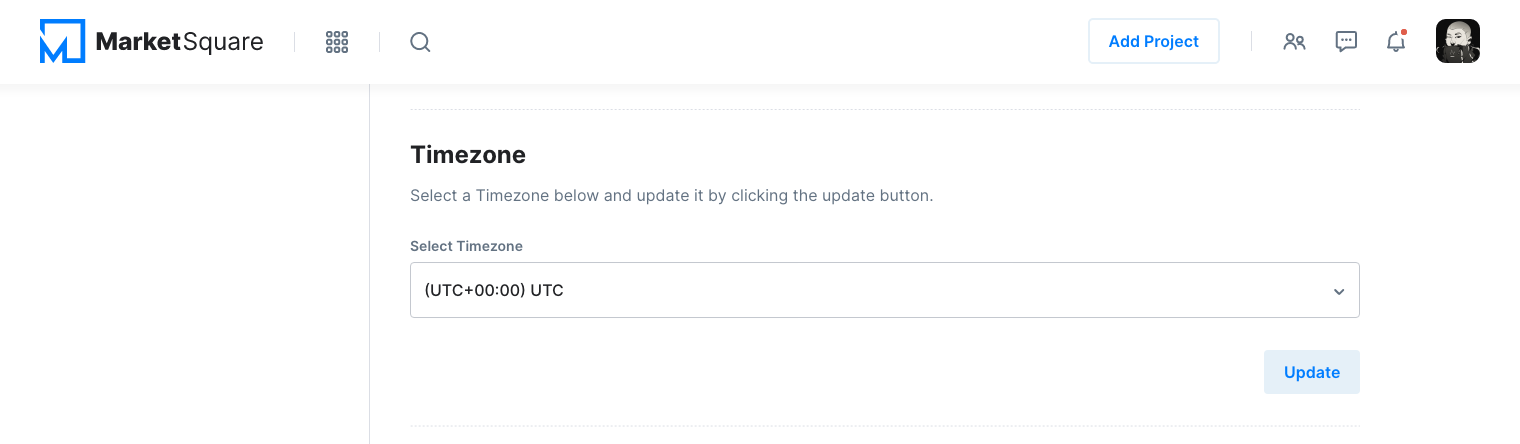 MarketSquare
Add Project
Timezone
Select a Timezone below and update it by clicking the update button.
Select Timezone
(UTC+00:00) UTC
Update